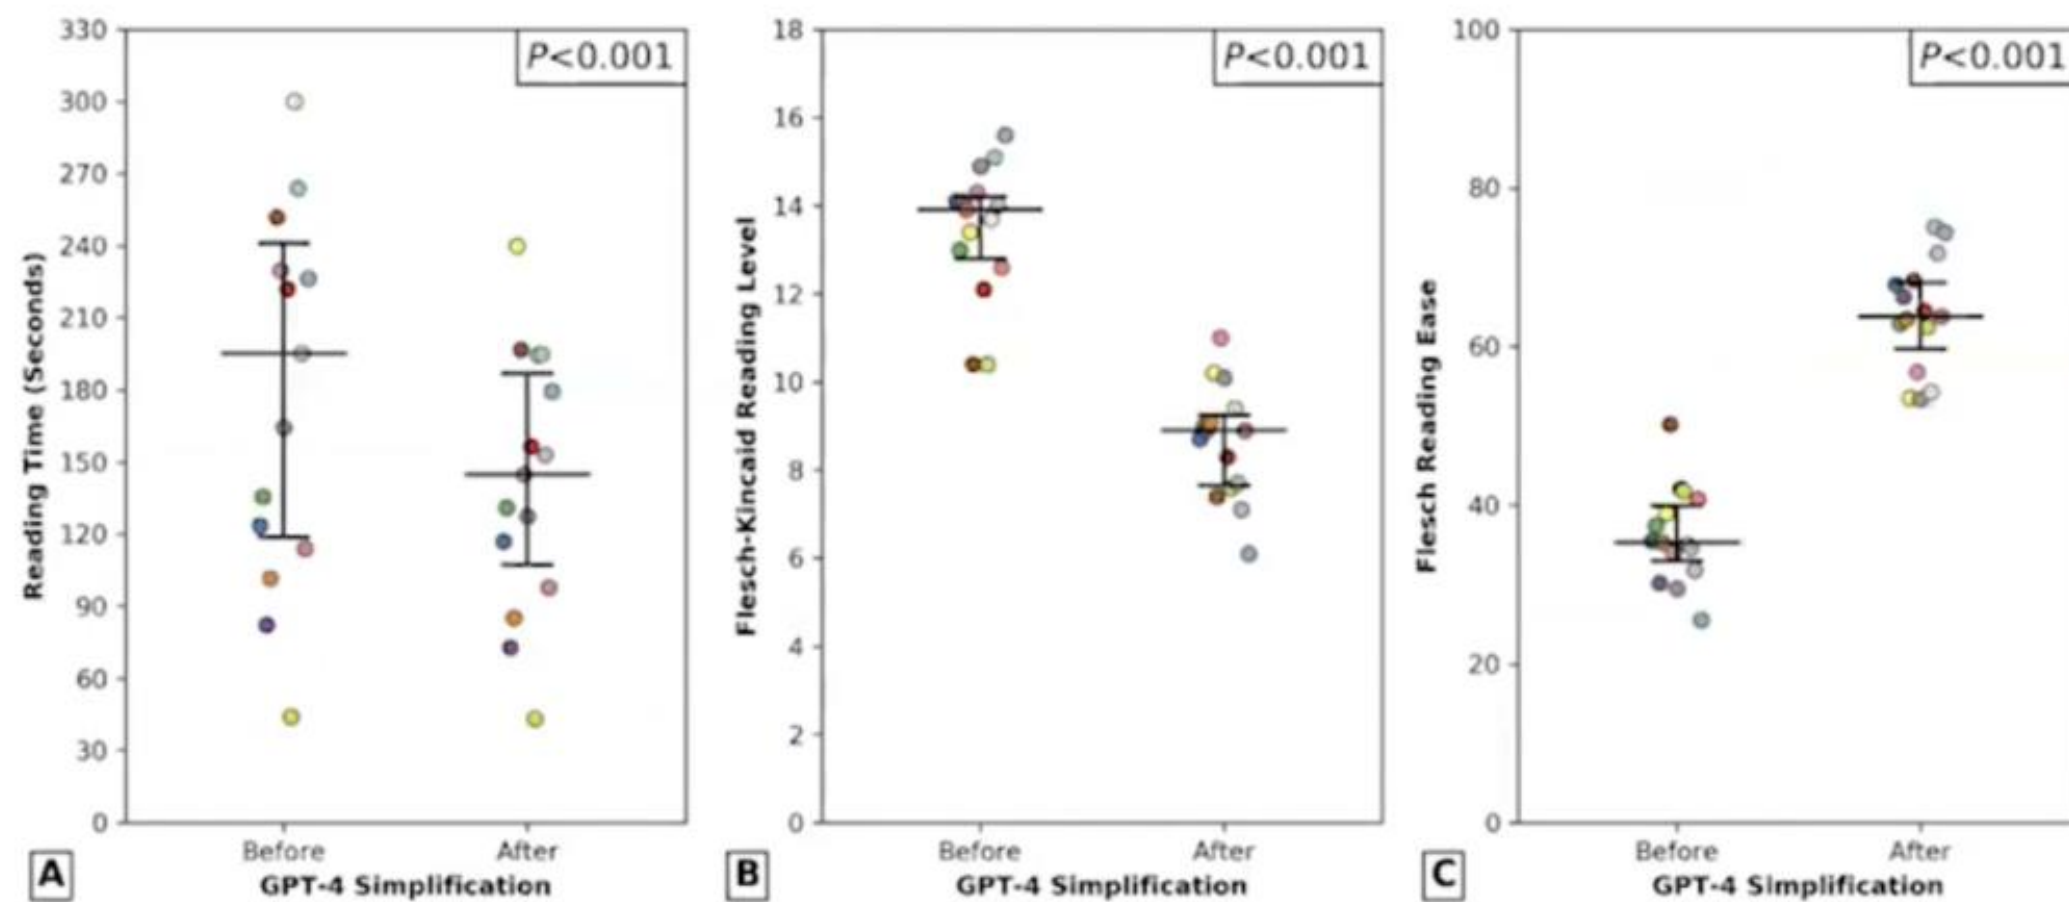 Reading Time (Seconds)
330
300
270
240
210
180
150
120
90
60
30
0
P<0.001
Before
After
GPT-4 Simplification
A
Flesch-Kincaid Reading Level
18
16
14
12
10
8
6
4
2
0
P<0.001
Before
After
GPT-4 Simplification
B
Flesch Reading Ease
100
80
60
40
20
0
P<0.001
Before
After
GPT-4 Simplification
C